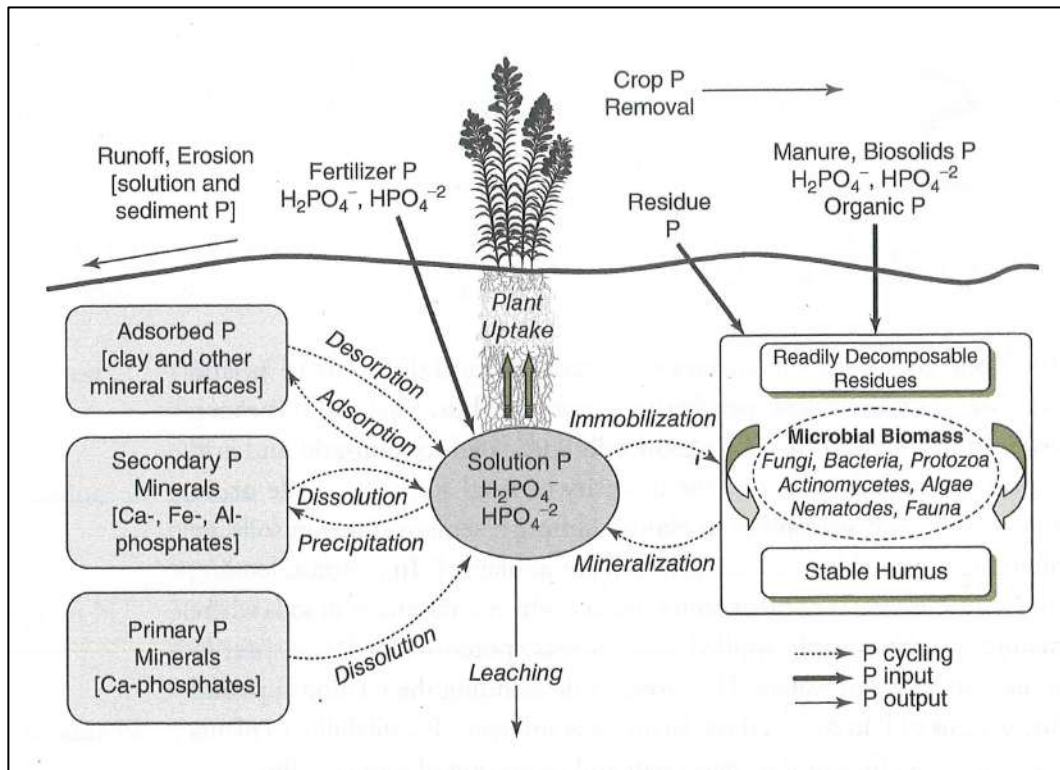 Crop P
Removal
Runoff, Erosion
[solution and
sediment P]
Fertilizer P
H₂PO₄⁻, HPO₄⁻²
Manure, Biosolids P
H₂PO₄⁻, HPO₄⁻²
Organic P
Residue
P
Plant
Uptake
Adsorbed P
[clay and other
mineral surfaces]
Desorption
Adsorption
Secondary P
Minerals
[Ca-, Fe-, Al-
phosphates]
Dissolution
Precipitation
Primary P
Minerals
[Ca-phosphates]
Dissolution
Solution P
H₂PO₄⁻
HPO₄⁻²
Leaching
Immobilization
Mineralization
Readily Decomposable
Residues
Microbial Biomass
Fungi, Bacteria, Protozoa
Actinomycetes, Algae
Nematodes, Fauna
Stable Humus
P cycling
P input
P output